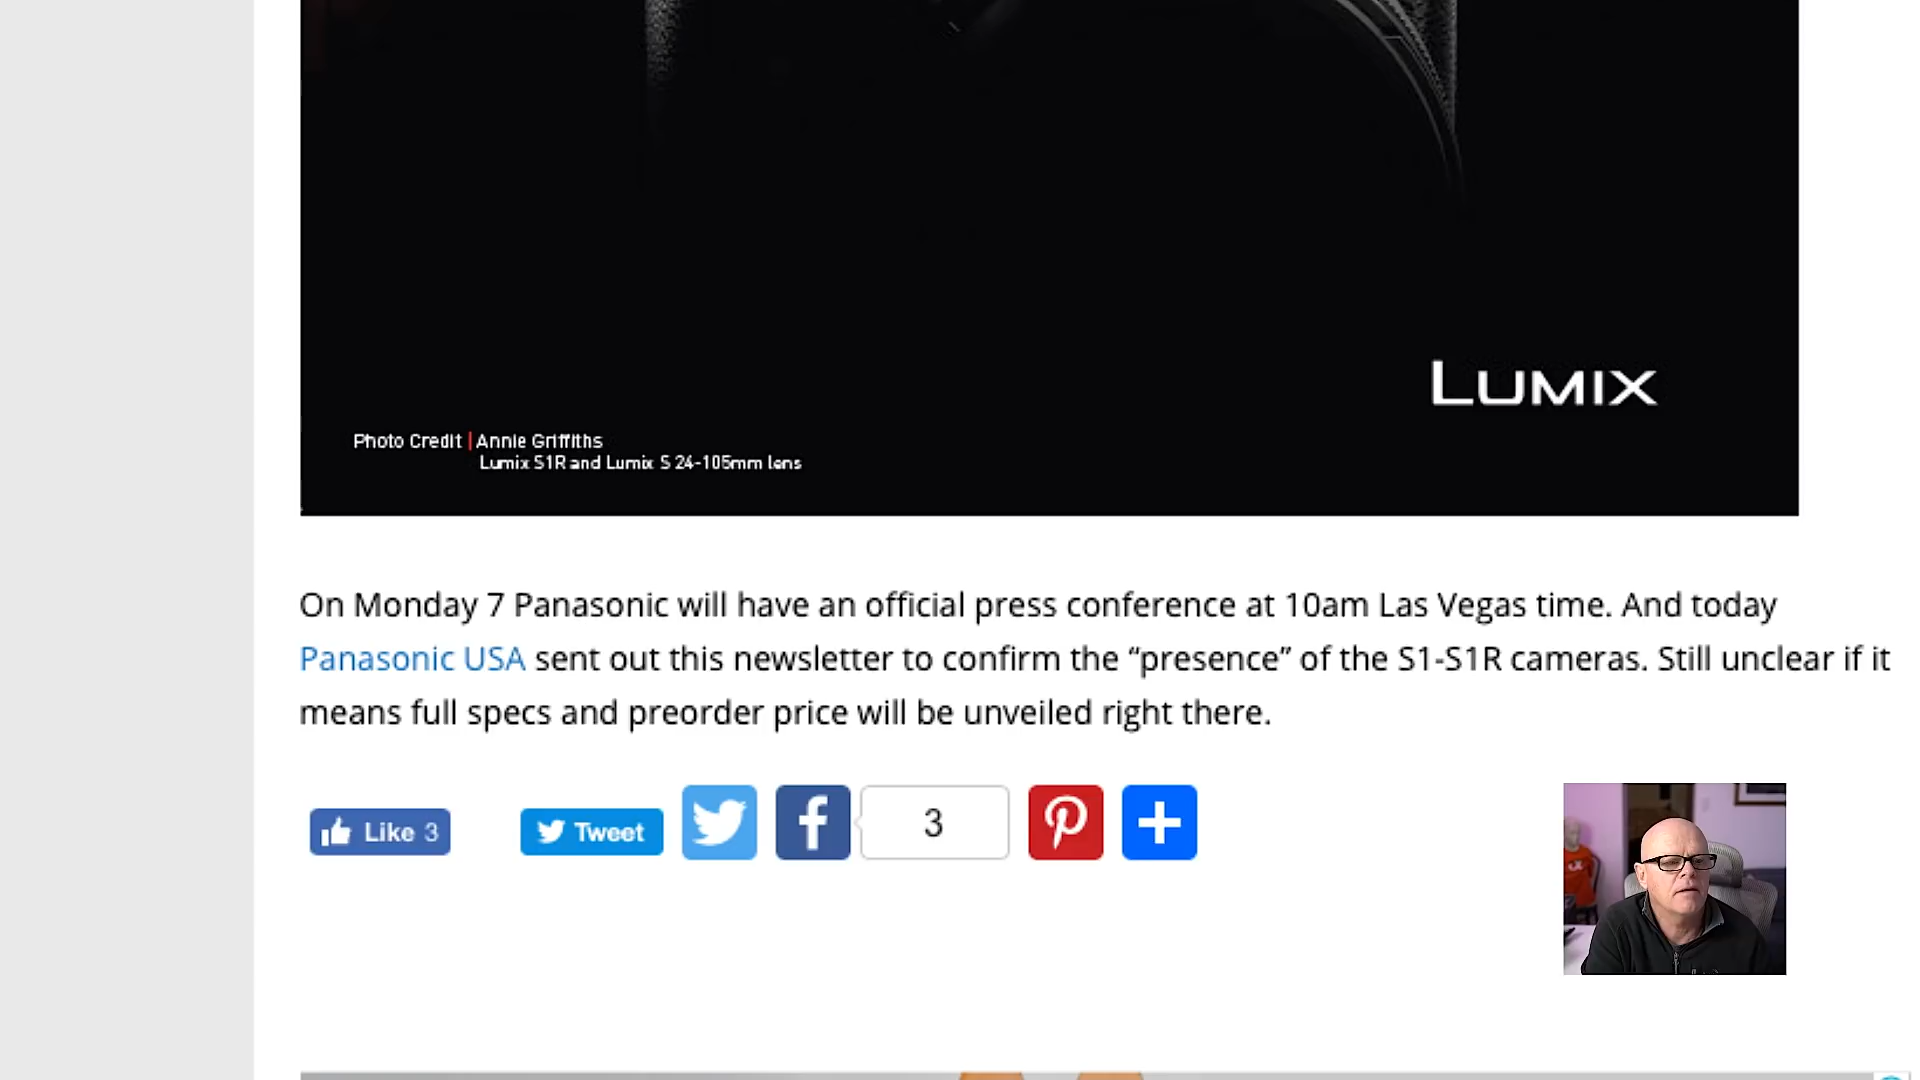 LUMIX
Photo Credit | Annie Griffiths
Lumix S1R and Lumix S 24-105mm lens
On Monday 7 Panasonic will have an official press conference at 10am Las Vegas time. And today
Panasonic USA sent out this newsletter to confirm the “presence” of the S1-S1R cameras. Still unclear if it
means full specs and preorder price will be unveiled right there.
Like 3
Tweet
3